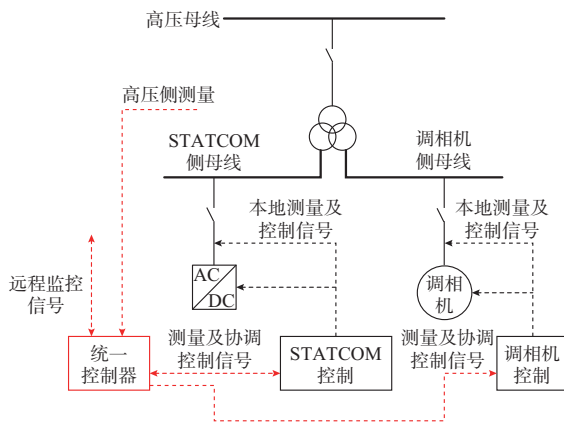 高压母线
高压侧测量
STATCOM
侧母线
调相机
侧母线
本地测量及
控制信号
本地测量及
控制信号
远程监控
信号
AC
DC
调相
机
测量及协调
控制信号
测量及协调
控制信号
统一
控制器
STATCOM
控制
调相机
控制